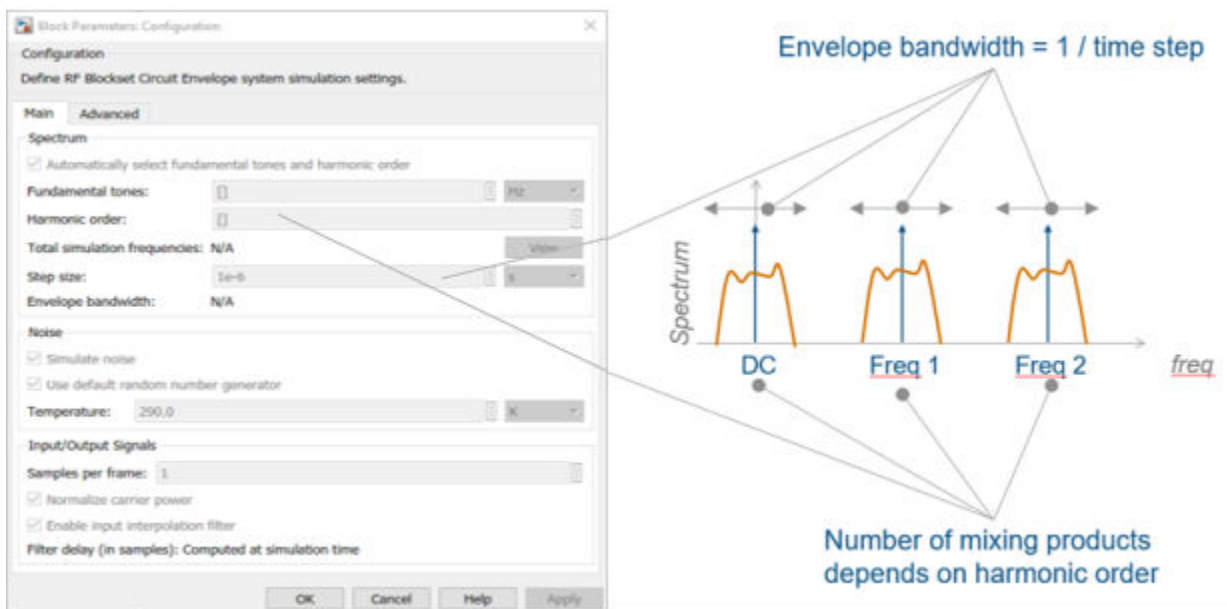 Block Parameters: Configuration
Configuration
Define RF Blockset Circuit Envelope system simulation settings.
Main Advanced
Spectrum
Automatically select fundamental tones and harmonic order
Fundamental tones: [] Hz
Harmonic order: []
Total simulation frequencies: N/A View
Step size: 1e-6 s
Envelope bandwidth: N/A
Noise
Simulate noise
Use default random number generator
Temperature: 290.0 K
Input/Output Signals
Samples per frame: 1
Normalize carrier power
Enable input interpolation filter
Filter delay (in samples): Computed at simulation time
OK Cancel Help Apply
Envelope bandwidth = 1 / time step
Spectrum
DC Freq 1 Freq 2 freq
Number of mixing products
depends on harmonic order